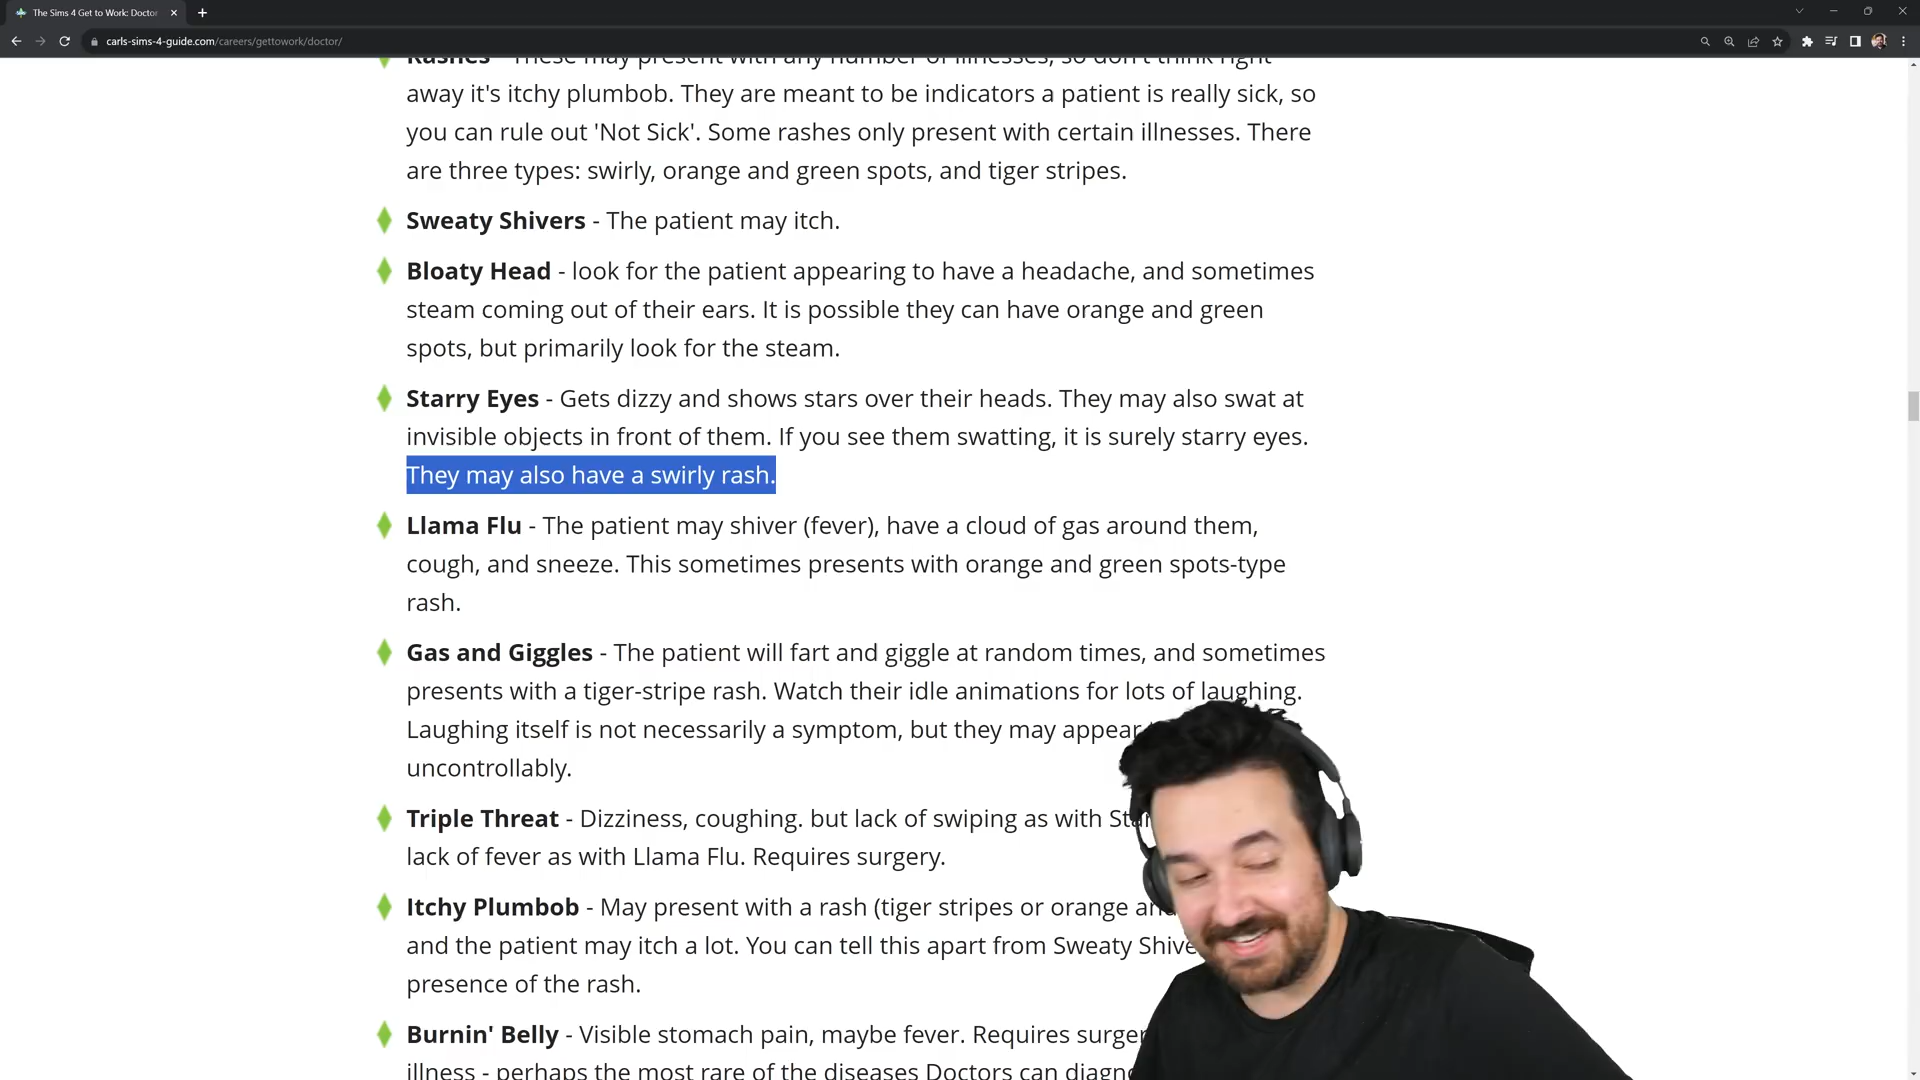 The Sims 4 Get to Work: Doctor
carls-sims-4-guide.com/careers/gettowork/doctor/
Rashes - These may present with any number of illnesses, so don't think right
away it's itchy plumbob. They are meant to be indicators a patient is really sick, so
you can rule out 'Not Sick'. Some rashes only present with certain illnesses. There
are three types: swirly, orange and green spots, and tiger stripes.
Sweaty Shivers - The patient may itch.
Bloaty Head - look for the patient appearing to have a headache, and sometimes
steam coming out of their ears. It is possible they can have orange and green
spots, but primarily look for the steam.
Starry Eyes - Gets dizzy and shows stars over their heads. They may also swat at
invisible objects in front of them. If you see them swatting, it is surely starry eyes.
They may also have a swirly rash.
Llama Flu - The patient may shiver (fever), have a cloud of gas around them,
cough, and sneeze. This sometimes presents with orange and green spots-type
rash.
Gas and Giggles - The patient will fart and giggle at random times, and sometimes
presents with a tiger-stripe rash. Watch their idle animations for lots of laughing.
Laughing itself is not necessarily a symptom, but they may appear
uncontrollably.
Triple Threat - Dizziness, coughing. but lack of swiping as with
lack of fever as with Llama Flu. Requires surgery.
Itchy Plumbob - May present with a rash (tiger stripes or orange
and the patient may itch a lot. You can tell this apart from Sweaty
presence of the rash.
Burnin' Belly - Visible stomach pain, maybe fever. Requires
illness - perhaps the most rare of the diseases Doctors can